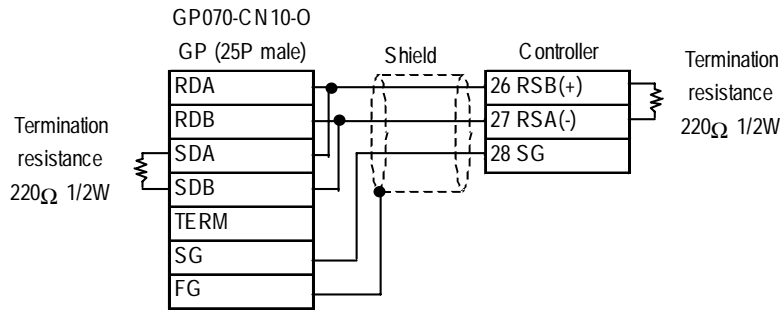 GP070-CN10-O
GP (25P male)
Shield
Controller
RDA
RDB
SDA
SDB
TERM
SG
FG
26 RSB(+)
27 RSA(-)
28 SG
Termination
resistance
220Ω 1/2W
Termination
resistance
220Ω 1/2W